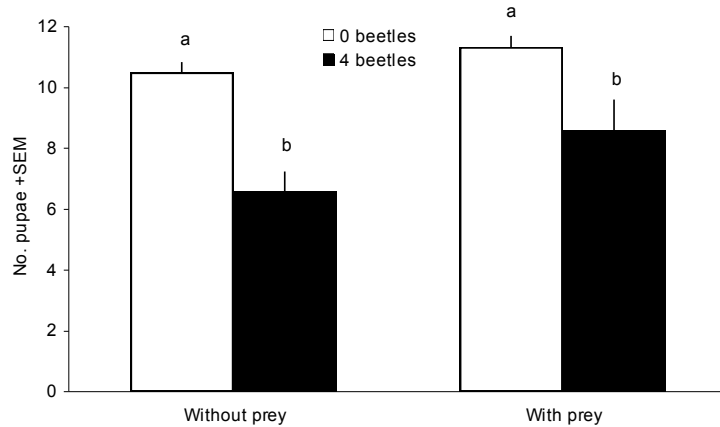 12
10
8
6
4
2
0
No. pupae +SEM
a
b
a
b
0 beetles
4 beetles
Without prey
With prey